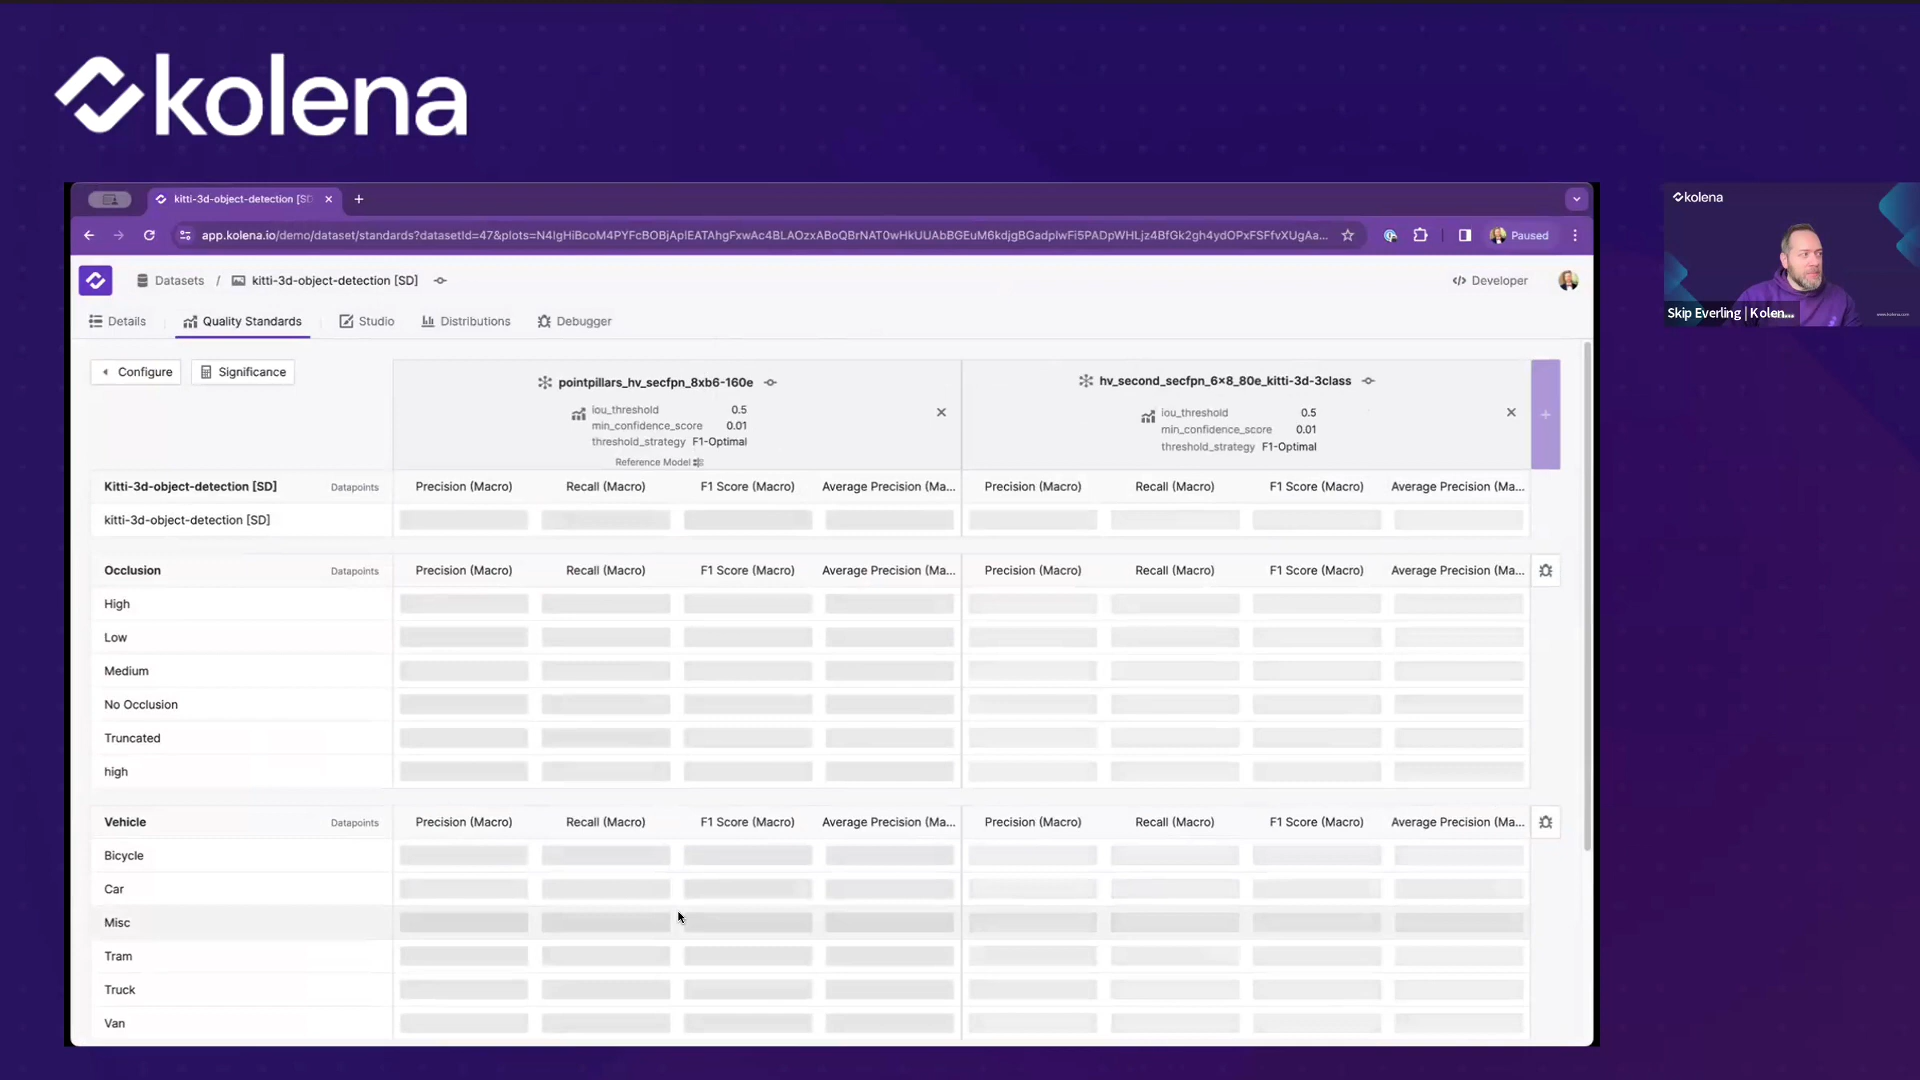 kolena
kitti-3d-object-detection [SD
app.kolena.io/demo/dataset/standards?datasetId=47&plots=N4IgHiBcoM4PYFcBOBjAplEATAhgFxwAc4BLAOzxABoQBrNAT0wHkUUAbBGEuM6kdjgBGadplwFi5PADpWHLjz4BfGk2gh4ydOPxFSFfvXUgAa...
Paused
Datasets / kitti-3d-object-detection [SD]
Developer
Details
Quality Standards
Studio
Distributions
Debugger
Configure
Significance
pointpillars_hv_secfpn_8xb6-160e
iou_threshold 0.5
min_confidence_score 0.01
threshold_strategy F1-Optimal
Reference Model
hv_second_secfpn_6x8_80e_kitti-3d-3class
iou_threshold 0.5
min_confidence_score 0.01
threshold_strategy F1-Optimal
Kitti-3d-object-detection [SD] Datapoints Precision (Macro) Recall (Macro) F1 Score (Macro) Average Precision (Ma... Precision (Macro) Recall (Macro) F1 Score (Macro) Average Precision (Ma...
kitti-3d-object-detection [SD]
Occlusion Datapoints Precision (Macro) Recall (Macro) F1 Score (Macro) Average Precision (Ma... Precision (Macro) Recall (Macro) F1 Score (Macro) Average Precision (Ma...
High
Low
Medium
No Occlusion
Truncated
high
Vehicle Datapoints Precision (Macro) Recall (Macro) F1 Score (Macro) Average Precision (Ma... Precision (Macro) Recall (Macro) F1 Score (Macro) Average Precision (Ma...
Bicycle
Car
Misc
Tram
Truck
Van
kolena
Skip Everling | Kolen...
www.kolena.com